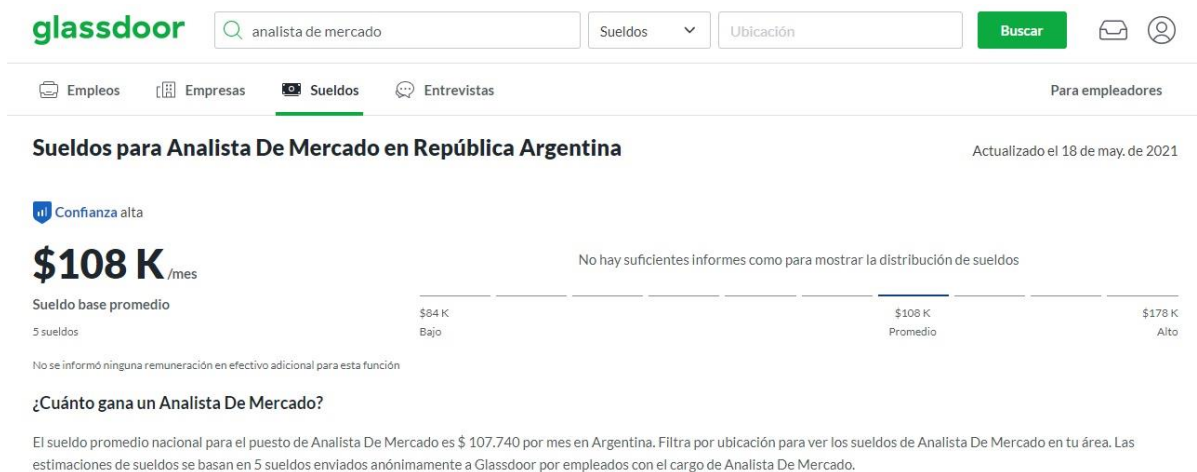 glassdoor analista de mercado Sueldos Ubicación Buscar
Empleos Empresas Sueldos Entrevistas Para empleadores
Sueldos para Analista De Mercado en República Argentina Actualizado el 18 de may. de 2021
Confianza alta
$108 K /mes
No hay suficientes informes como para mostrar la distribución de sueldos
Sueldo base promedio
5 sueldos
$84 K $108 K $178 K
Bajo Promedio Alto
No se informó ninguna remuneración en efectivo adicional para esta función
¿Cuánto gana un Analista De Mercado?
El sueldo promedio nacional para el puesto de Analista De Mercado es $ 107.740 por mes en Argentina. Filtra por ubicación para ver los sueldos de Analista De Mercado en tu área. Las
estimaciones de sueldos se basan en 5 sueldos enviados anónimamente a Glassdoor por empleados con el cargo de Analista De Mercado.